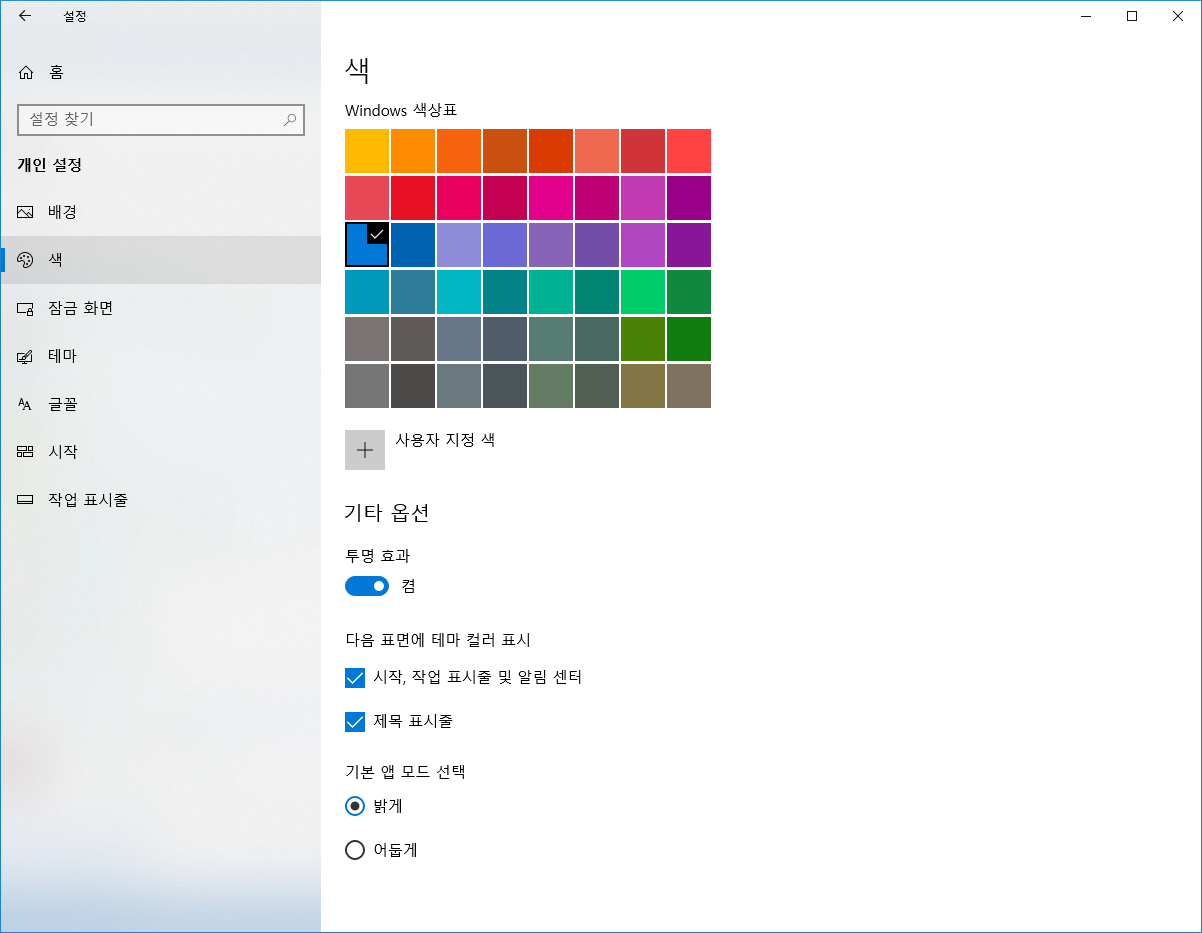 설정
홈
설정 찾기
개인 설정
배경
색
잠금 화면
테마
글꼴
시작
작업 표시줄
색
Windows 색상표
사용자 지정 색
기타 옵션
투명 효과
켬
다음 표면에 테마 컬러 표시
시작, 작업 표시줄 및 알림 센터
제목 표시줄
기본 앱 모드 선택
밝게
어둡게